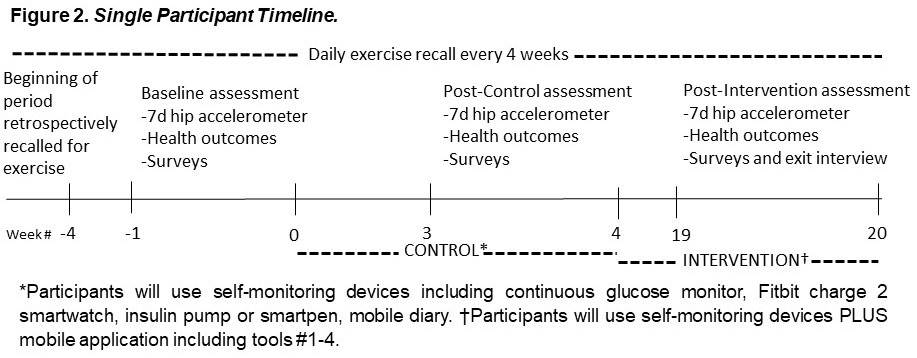 Figure 2. Single Participant Timeline.
Daily exercise recall every 4 weeks
Beginning of
period
retrospectively
recalled for
exercise
Baseline assessment
-7d hip accelerometer
-Health outcomes
-Surveys
Post-Control assessment
-7d hip accelerometer
-Health outcomes
-Surveys
Post-Intervention assessment
-7d hip accelerometer
-Health outcomes
-Surveys and exit interview
Week # -4 -1 0 3 4 19 20
CONTROL*
INTERVENTION†
*Participants will use self-monitoring devices including continuous glucose monitor, Fitbit charge 2
smartwatch, insulin pump or smartpen, mobile diary. †Participants will use self-monitoring devices PLUS
mobile application including tools #1-4.